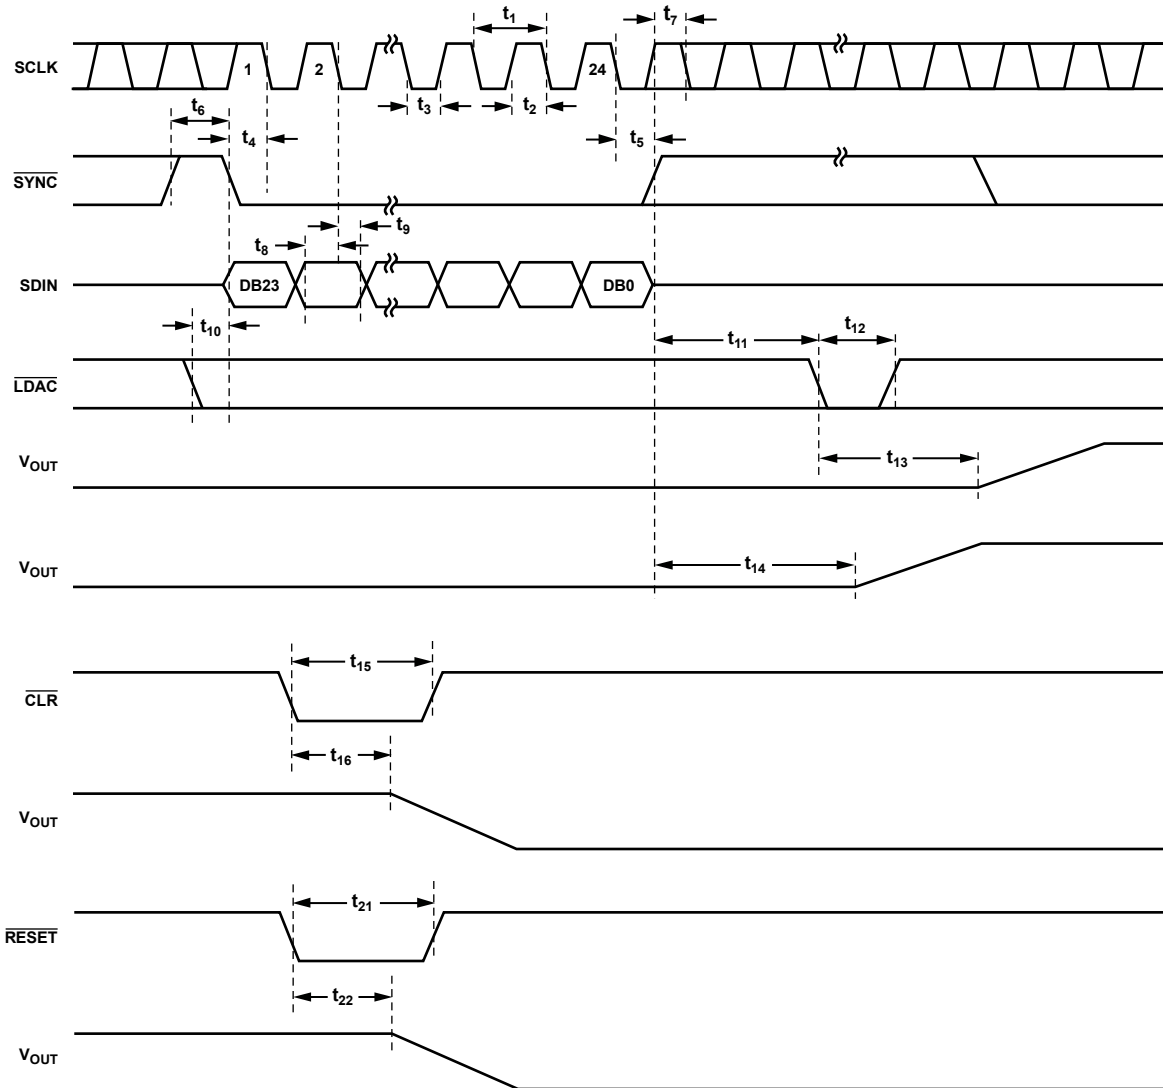 t1 t7
SCLK 1 2 24
t3 t2
t6
t4 t5
SYNC
t9
t8
SDIN DB23 DB0
t10 t11 t12
LDAC
t13
VOUT
VOUT
t14
t15
CLR
t16
VOUT
t21
RESET
t22
VOUT